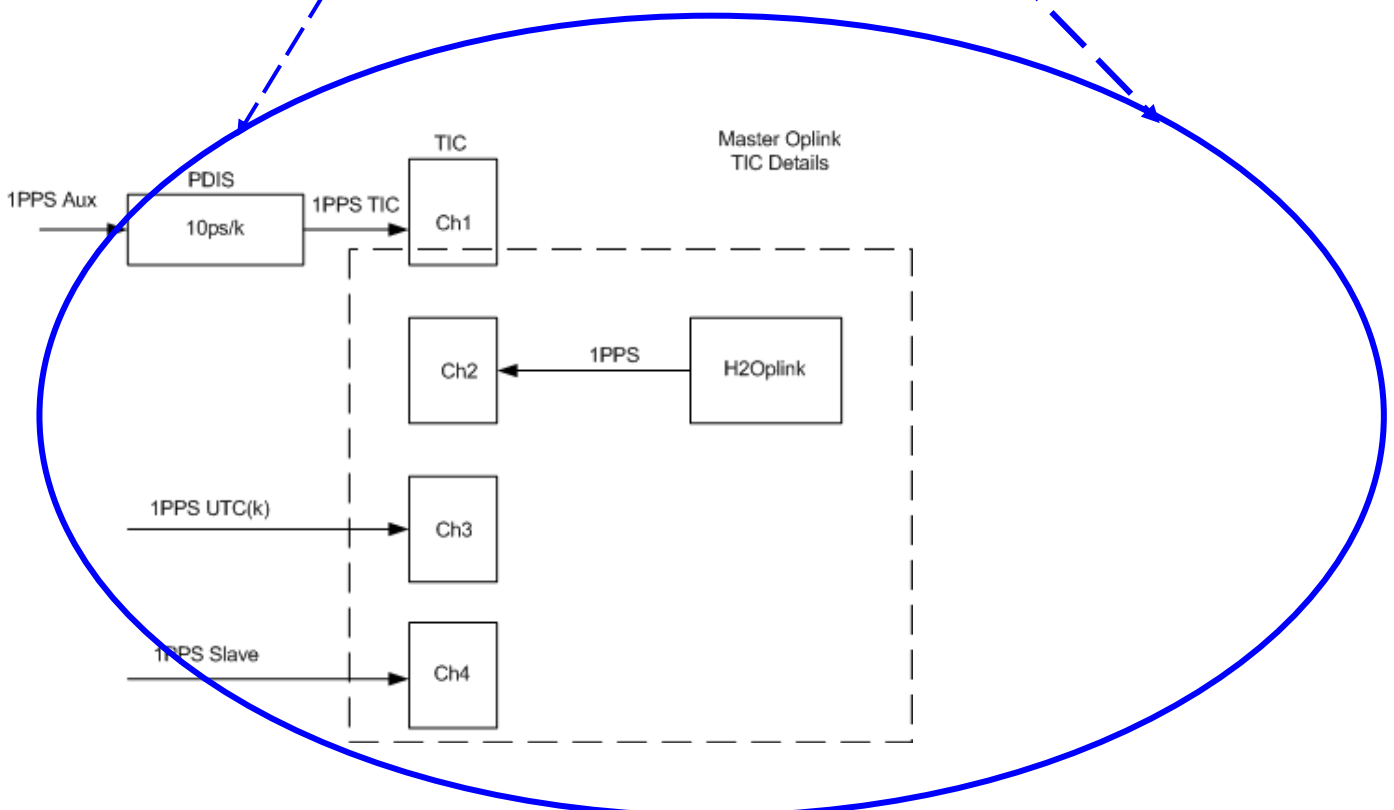 TIC
Master Oplink
TIC Details
PDIS
1PPS Aux
10ps/k
1PPS TIC
Ch1
Ch2
1PPS
H2Oplink
1PPS UTC(k)
Ch3
1PPS Slave
Ch4